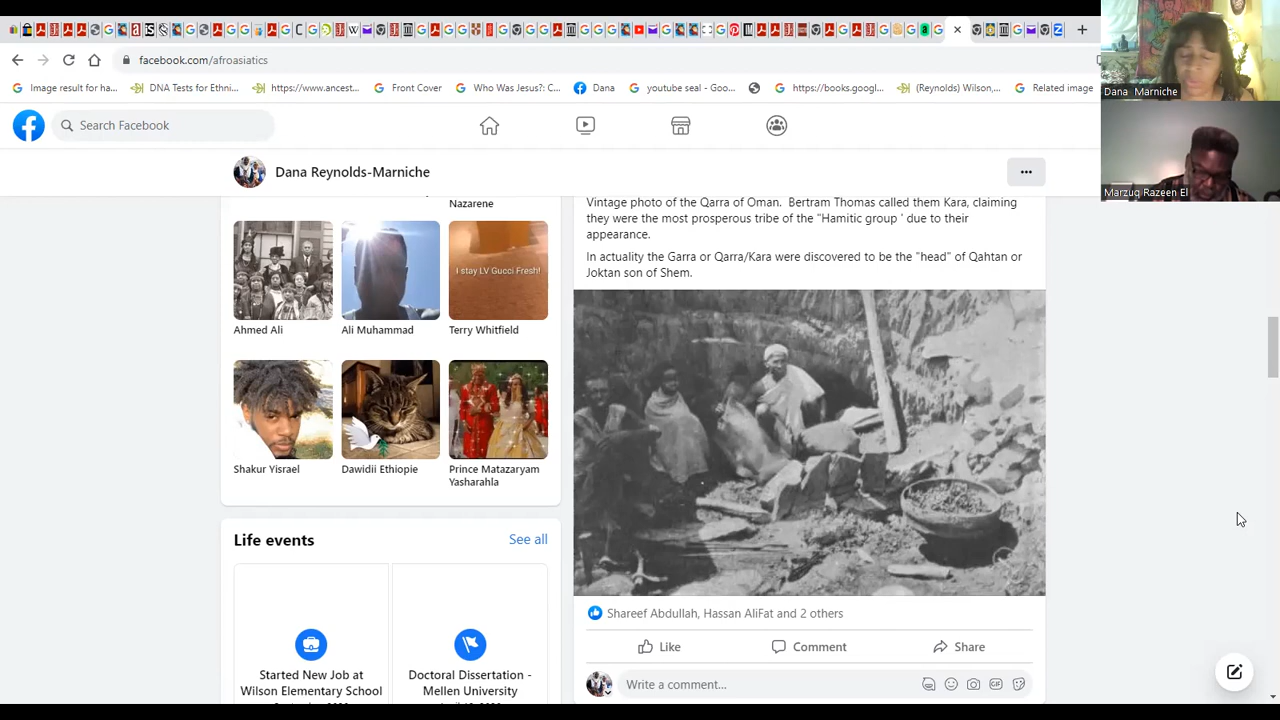 facebook.com/afroasiatics
Image result for ha...
DNA Tests for Ethni...
https://www.ancest...
Front Cover
Who Was Jesus?: C...
Dana
youtube seal - Goo...
https://books.googl...
(Reynolds) Wilson,...
Related image
Dana Marniche
Marzuq Razeen El
Search Facebook
Dana Reynolds-Marniche
Nazarene
I stay LV Gucci Fresh!
Ahmed Ali
Ali Muhammad
Terry Whitfield
Shakur Yisrael
Dawidii Ethiopie
Prince Matazaryam
Yasharahla
Life events
See all
Started New Job at
Wilson Elementary School
Doctoral Dissertation -
Mellen University
Vintage photo of the Qarra of Oman. Bertram Thomas called them Kara, claiming
they were the most prosperous tribe of the "Hamitic group ' due to their
appearance.
In actuality the Garra or Qarra/Kara were discovered to be the "head" of Qahtan or
Joktan son of Shem.
Shareef Abdullah, Hassan AliFat and 2 others
Like
Comment
Share
Write a comment...
GIF